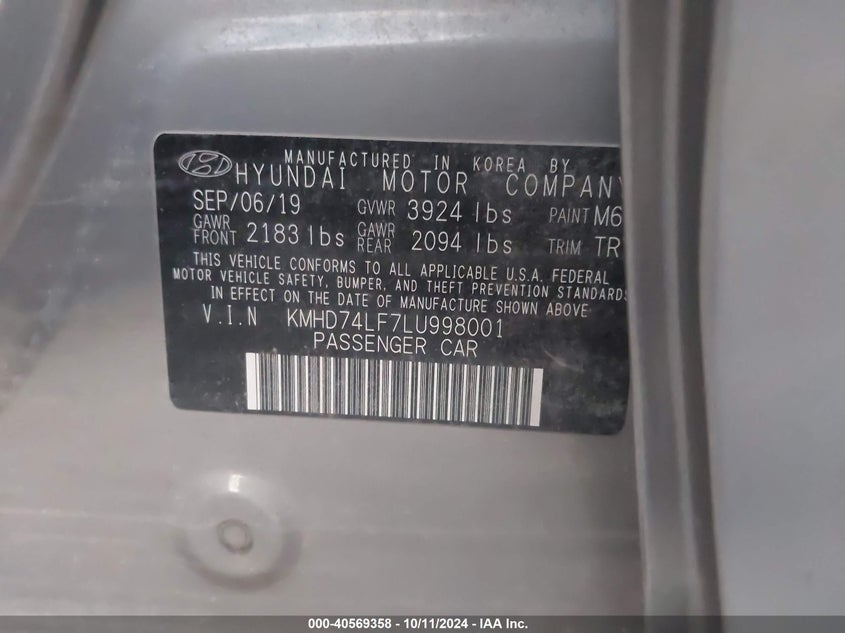 MANUFACTURED IN KOREA BY
HYUNDAI MOTOR COMPANY
SEP/06/19 GVWR 3924 lbs PAINT M6
GAWR FRONT 2183 lbs GAWR REAR 2094 lbs TRIM TR
THIS VEHICLE CONFORMS TO ALL APPLICABLE U.S.A. FEDERAL
MOTOR VEHICLE SAFETY, BUMPER, AND THEFT PREVENTION STANDARDS
IN EFFECT ON THE DATE OF MANUFACTURE SHOWN ABOVE
V.I.N KMHD74LF7LU998001
PASSENGER CAR
000-40569358 - 10/11/2024 - IAA Inc.